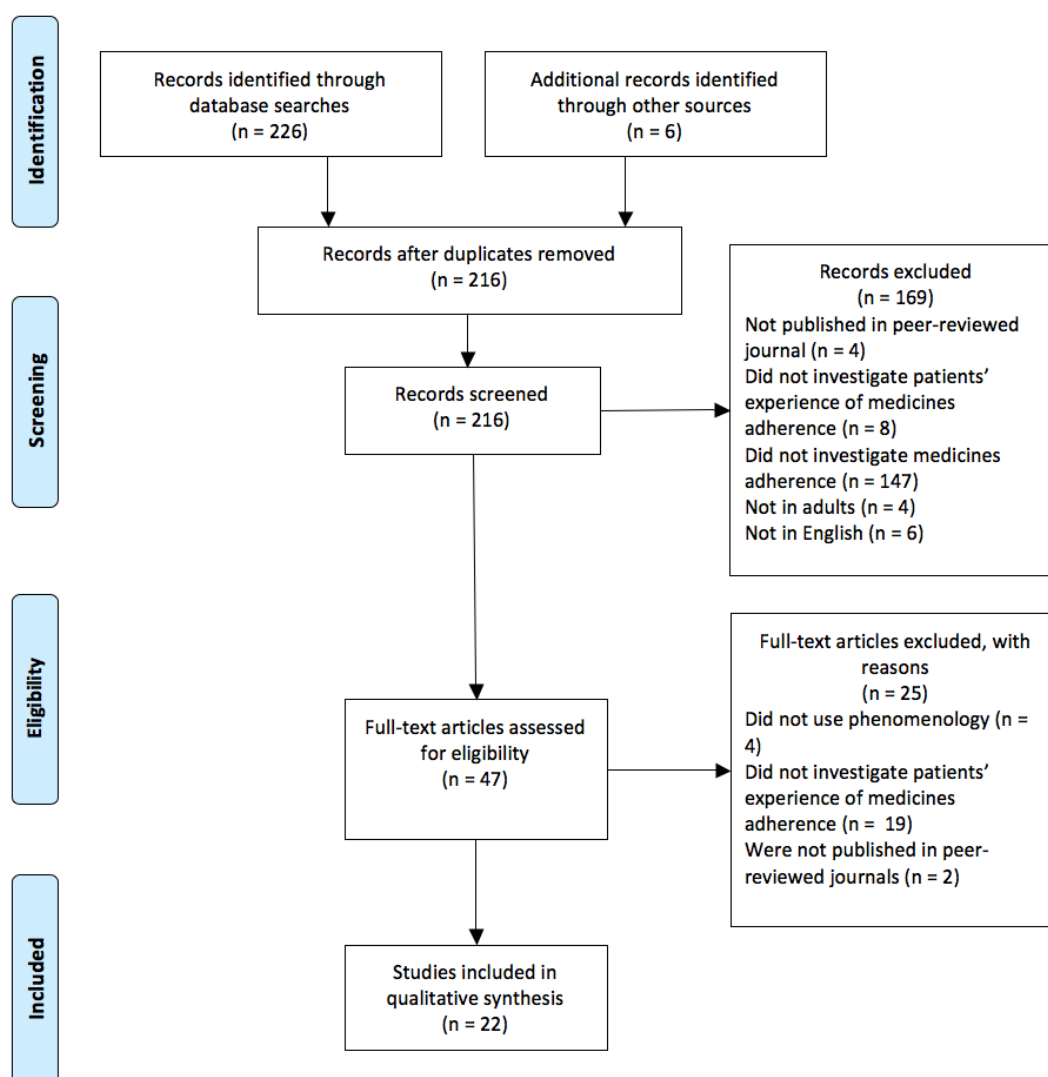 Identification
Records identified through
database searches
(n = 226)
Additional records identified
through other sources
(n = 6)
Records after duplicates removed
(n = 216)
Screening
Records screened
(n = 216)
Records excluded
(n = 169)
Not published in peer-reviewed
journal (n = 4)
Did not investigate patients’
experience of medicines
adherence (n = 8)
Did not investigate medicines
adherence (n = 147)
Not in adults (n = 4)
Not in English (n = 6)
Eligibility
Full-text articles assessed
for eligibility
(n = 47)
Full-text articles excluded, with
reasons
(n = 25)
Did not use phenomenology (n =
4)
Did not investigate patients’
experience of medicines
adherence (n =  19)
Were not published in peer-
reviewed journals (n = 2)
Included
Studies included in
qualitative synthesis
(n = 22)